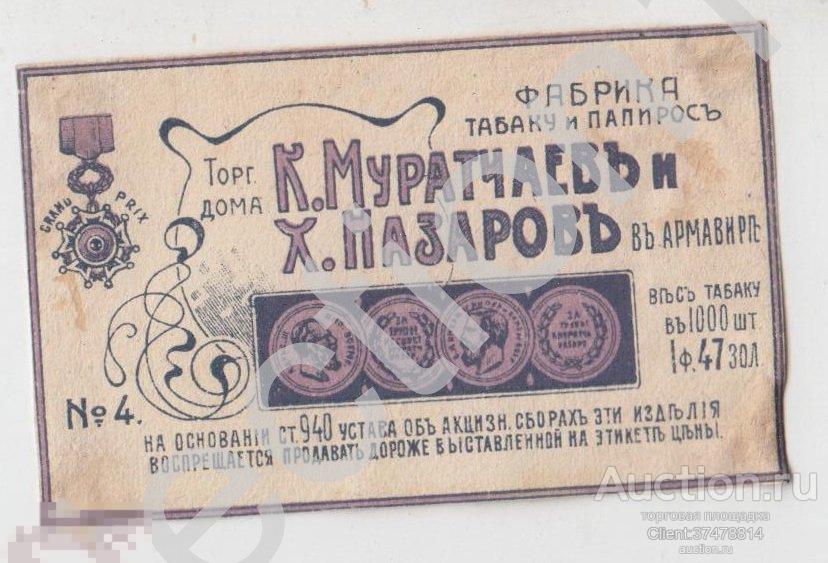 ФАБРИКА
ТАБАКУ и ПАПИРОСЪ
ТОРГ. ДОМА
К. МУРАТЧАЕВЪ и
Х. НАЗАРОВЪ ВЪ АРМАВИРѢ
GRAND PRIX
ВѢСЪ ТАБАКУ
ВЪ 1000 ШТ.
1 Ф. 47 ЗОЛ.
№ 4.
НА ОСНОВАНІИ СТ. 940 УСТАВА ОБЪ АКЦИЗН. СБОРАХЪ ЭТИ ИЗДѢЛІЯ
ВОСПРЕЩАЕТСЯ ПРОДАВАТЬ ДОРОЖЕ ВЫСТАВЛЕННОЙ НА ЭТИКЕТѢ ЦѢНЫ.
Auction.ru
торговая площадка
Client:37478814
auction.ru